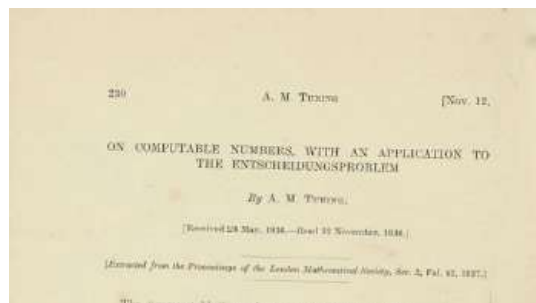 230 A. M. TURING [Nov. 12,
ON COMPUTABLE NUMBERS, WITH AN APPLICATION TO
THE ENTSCHEIDUNGSPROBLEM
By A. M. TURING.
[Received 28 May, 1936.—Read 12 November, 1936.]
[Extracted from the Proceedings of the London Mathematical Society, Ser. 2, Vol. 42, 1937.]